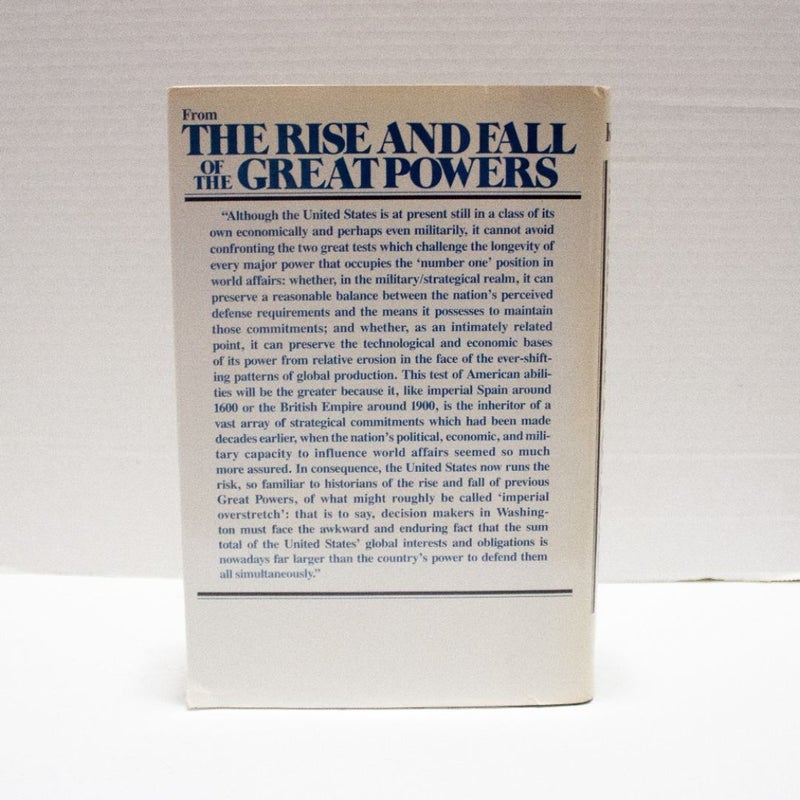 From
THE RISE AND FALL
OF THE GREAT POWERS
“Although the United States is at present still in a class of its
own economically and perhaps even militarily, it cannot avoid
confronting the two great tests which challenge the longevity of
every major power that occupies the ‘number one’ position in
world affairs: whether, in the military/strategical realm, it can
preserve a reasonable balance between the nation’s perceived
defense requirements and the means it possesses to maintain
those commitments; and whether, as an intimately related
point, it can preserve the technological and economic bases
of its power from relative erosion in the face of the ever-shift-
ing patterns of global production. This test of American abili-
ties will be the greater because it, like imperial Spain around
1600 or the British Empire around 1900, is the inheritor of a
vast array of strategical commitments which had been made
decades earlier, when the nation’s political, economic, and mili-
tary capacity to influence world affairs seemed so much
more assured. In consequence, the United States now runs the
risk, so familiar to historians of the rise and fall of previous
Great Powers, of what might roughly be called ‘imperial
overstretch’: that is to say, decision makers in Washing-
ton must face the awkward and enduring fact that the sum
total of the United States’ global interests and obligations is
nowadays far larger than the country’s power to defend them
all simultaneously.”